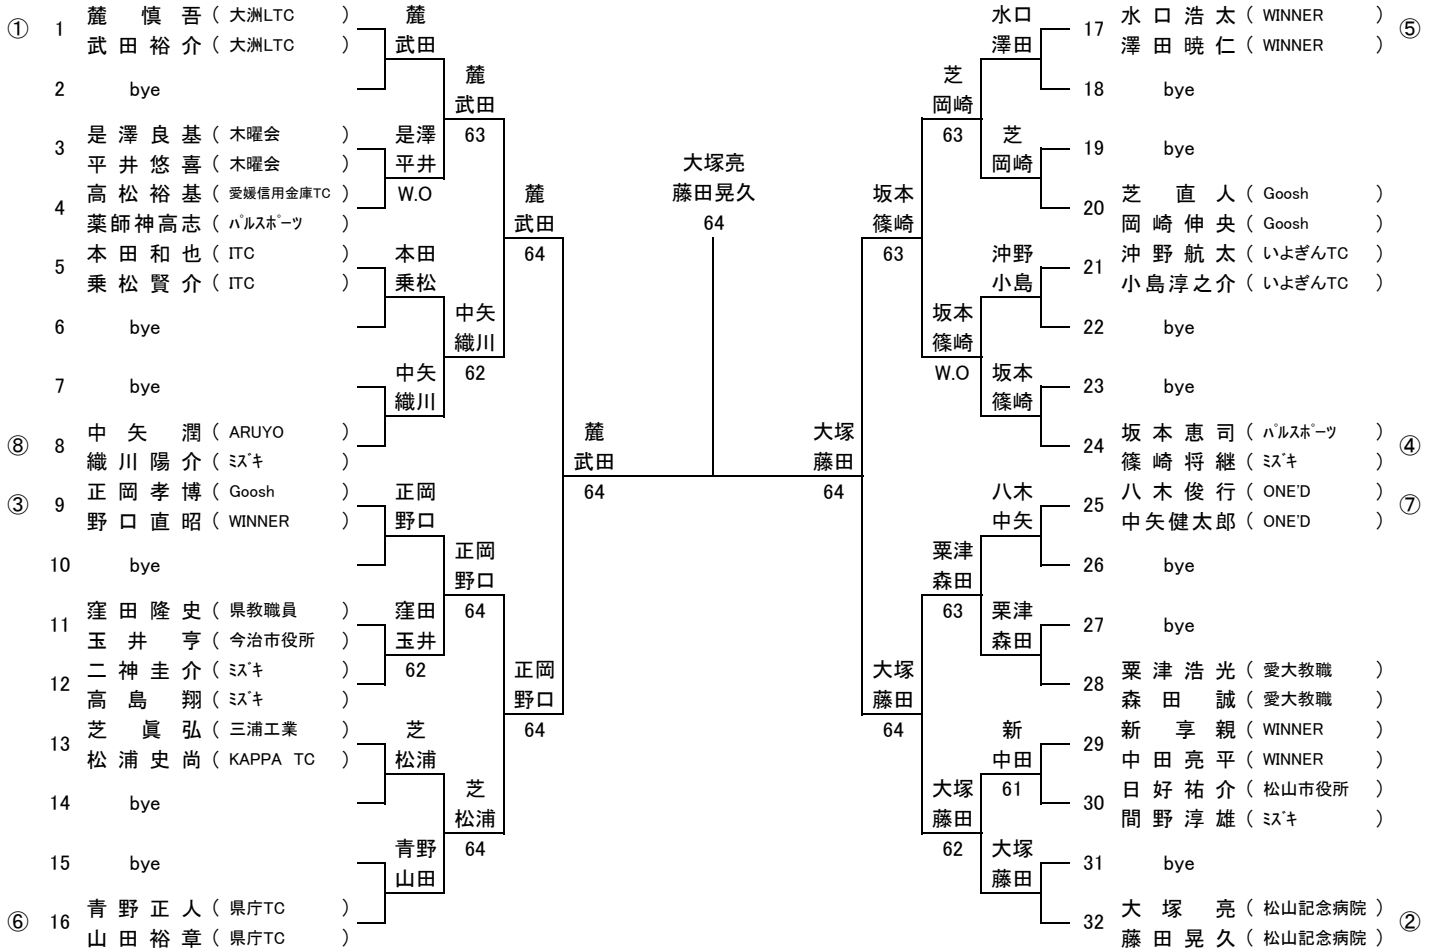 ① 1 麓 慎 吾 ( 大洲LTC )
武 田 裕 介 ( 大洲LTC )
2 bye
3 是 澤 良 基 ( 木曜会 )
平 井 悠 喜 ( 木曜会 )
4 高 松 裕 基 ( 愛媛信用金庫TC )
薬師神高志 ( ﾊﾟﾙｽﾎﾟｰﾂ )
5 本 田 和 也 ( ITC )
乗 松 賢 介 ( ITC )
6 bye
7 bye
⑧ 8 中 矢 潤 ( ARUYO )
織 川 陽 介 ( ﾐｽﾞｷ )
③ 9 正 岡 孝 博 ( Goosh )
野 口 直 昭 ( WINNER )
10 bye
11 窪 田 隆 史 ( 県教職員 )
玉 井 亨 ( 今治市役所 )
12 二 神 圭 介 ( ﾐｽﾞｷ )
高 島 翔 ( ﾐｽﾞｷ )
13 芝 眞 弘 ( 三浦工業 )
松 浦 史 尚 ( KAPPA TC )
14 bye
15 bye
⑥ 16 青 野 正 人 ( 県庁TC )
山 田 裕 章 ( 県庁TC )
麓
武田
是澤
平井
W.O
本田
乗松
中矢
織川
正岡
野口
窪田
玉井
62
芝
松浦
青野
山田
麓
武田
63
中矢
織川
62
正岡
野口
64
芝
松浦
64
麓
武田
64
正岡
野口
64
麓
武田
64
大塚亮
藤田晃久
64
大塚
藤田
64
坂本
篠崎
63
大塚
藤田
64
芝
岡崎
63
坂本
篠崎
W.O
粟津
森田
63
大塚
藤田
62
水口
澤田
芝
岡崎
沖野
小島
坂本
篠崎
八木
中矢
粟津
森田
新
中田
61
大塚
藤田
17 水 口 浩 太 ( WINNER ) ⑤
澤 田 暁 仁 ( WINNER )
18 bye
19 bye
20 芝 直 人 ( Goosh )
岡 崎 伸 央 ( Goosh )
21 沖 野 航 太 ( いよぎんTC )
小島淳之介 ( いよぎんTC )
22 bye
23 bye
24 坂 本 恵 司 ( ﾊﾟﾙｽﾎﾟｰﾂ ) ④
篠 崎 将 継 ( ﾐｽﾞｷ )
25 八 木 俊 行 ( ONE'D ) ⑦
中矢健太郎 ( ONE'D )
26 bye
27 bye
28 粟 津 浩 光 ( 愛大教職 )
森 田 誠 ( 愛大教職 )
29 新 享 親 ( WINNER )
中 田 亮 平 ( WINNER )
30 日 好 祐 介 ( 松山市役所 )
間 野 淳 雄 ( ﾐｽﾞｷ )
31 bye
32 大 塚 亮 ( 松山記念病院 ) ②
藤 田 晃 久 ( 松山記念病院 )